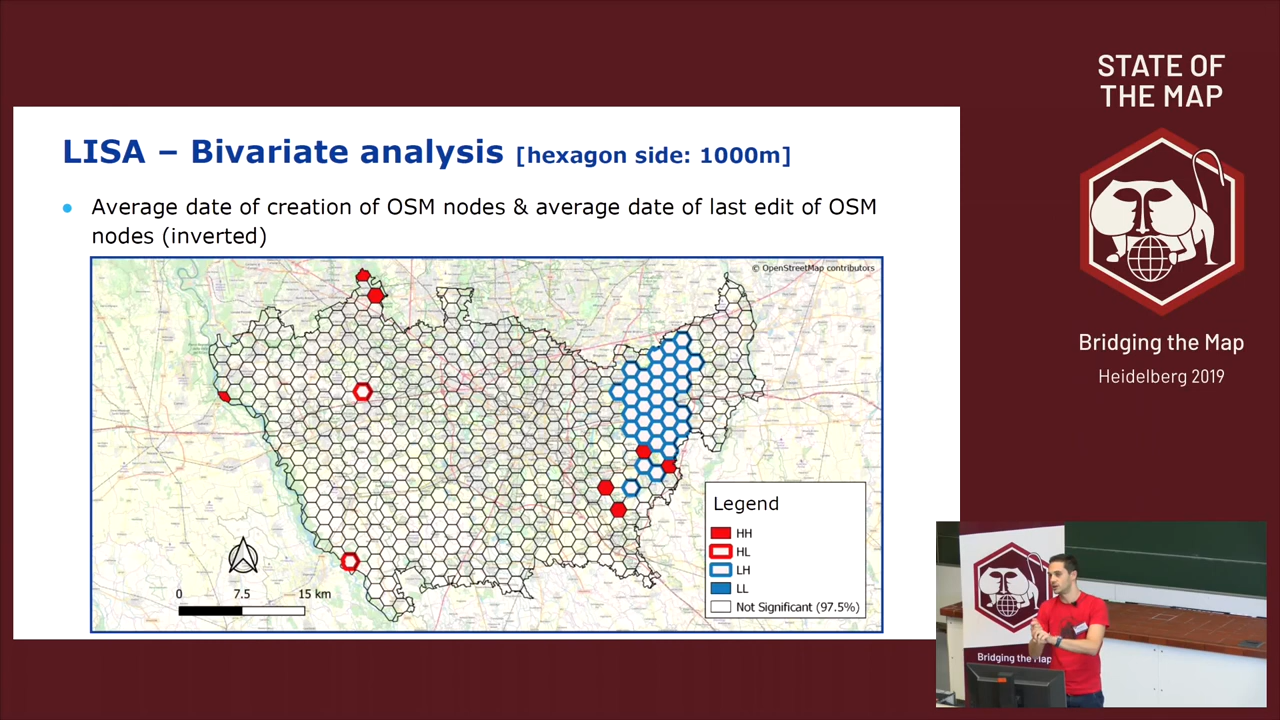 LISA – Bivariate analysis [hexagon side: 1000m]
Average date of creation of OSM nodes & average date of last edit of OSM
nodes (inverted)
© OpenStreetMap contributors
0 7.5 15 km
Legend
HH
HL
LH
LL
Not Significant (97.5%)
STATE OF
THE MAP
Bridging the Map
Heidelberg 2019
Bridging the Map